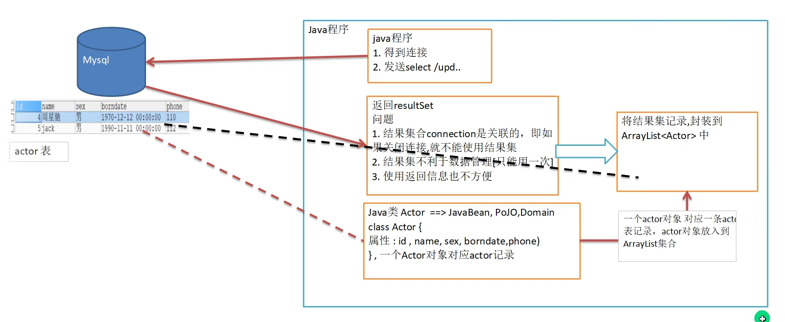 Java程序
java程序
1. 得到连接
2. 发送select /upd..
Mysql
id name sex borndate phone
4 周星驰 男 1970-12-12 00:00:00 110
5 jack 男 1990-11-11 00:00:00 112
actor 表
返回resultSet
问题
1. 结果集合connection是关联的，即如
果关闭连接,就不能使用结果集
2. 结果集不利于数据管理[只能用一次]
3. 使用返回信息也不方便
将结果集记录,封装到
ArrayList<Actor> 中
Java类 Actor ==> JavaBean, PoJO,Domain
class Actor {
属性 : id , name, sex, borndate,phone)
} , 一个Actor对象对应actor记录
一个actor对象 对应一条acto
表记录，actor对象放入到
ArrayList集合